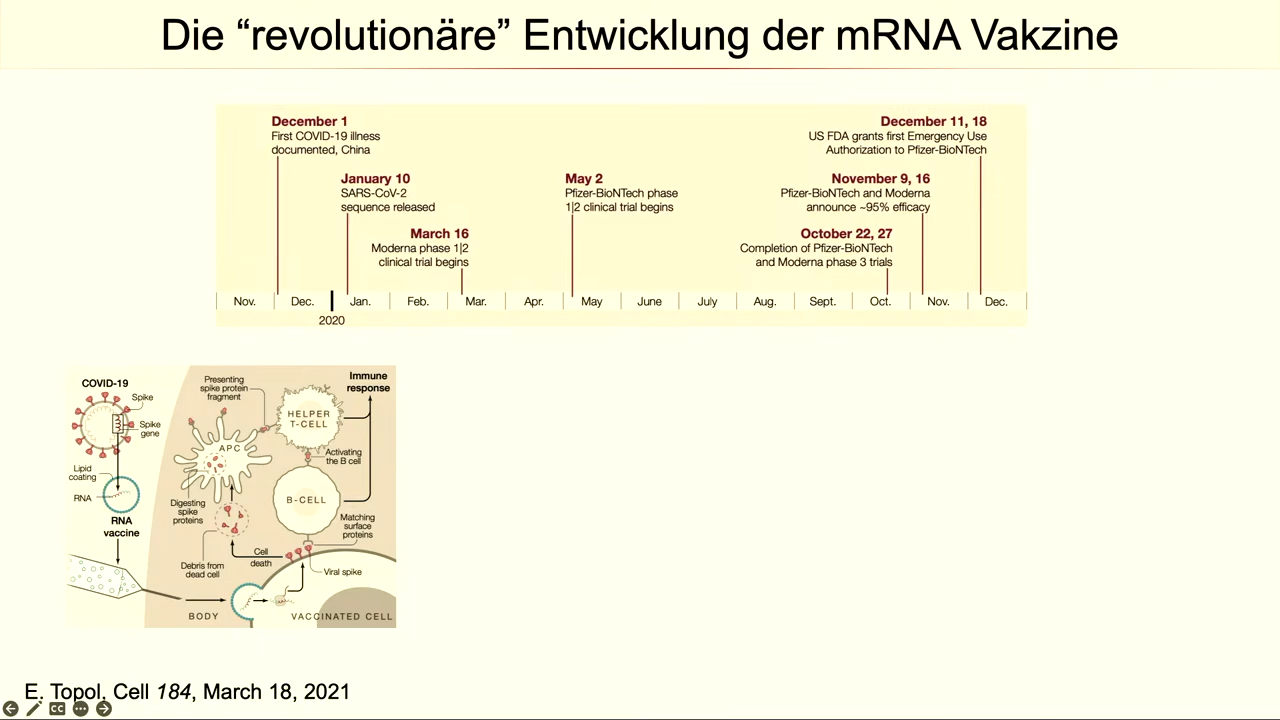 Die “revolutionäre” Entwicklung der mRNA Vakzine
December 1
First COVID-19 illness
documented, China
December 11, 18
US FDA grants first Emergency Use
Authorization to Pfizer-BioNTech
January 10
SARS-CoV-2
sequence released
May 2
Pfizer-BioNTech phase
1|2 clinical trial begins
November 9, 16
Pfizer-BioNTech and Moderna
announce ~95% efficacy
March 16
Moderna phase 1|2
clinical trial begins
October 22, 27
Completion of Pfizer-BioNTech
and Moderna phase 3 trials
Nov. Dec. Jan. Feb. Mar. Apr. May June July Aug. Sept. Oct. Nov. Dec.
2020
COVID-19
Spike
Spike
gene
Lipid
coating
RNA
RNA
vaccine
Presenting
spike protein
fragment
Immune
response
HELPER
T-CELL
APC
Activating
the B cell
B-CELL
Digesting
spike
proteins
Matching
surface
proteins
Cell
death
Debris from
dead cell
Viral spike
BODY
VACCINATED CELL
E. Topol, Cell 184, March 18, 2021
CC